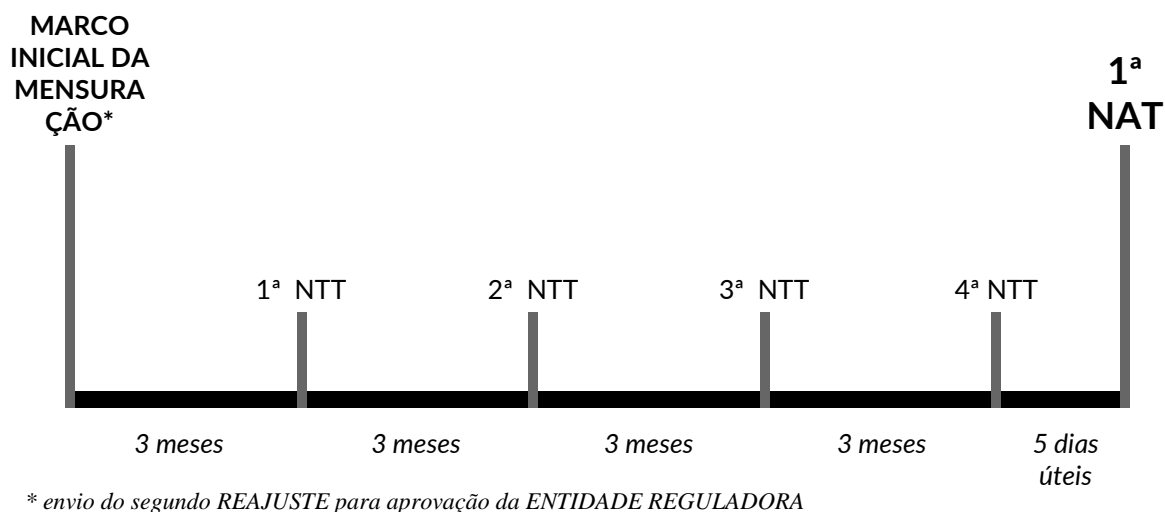 MARCO
INICIAL DA
MENSURA
ÇÃO*
1ª
NAT
1ª NTT
2ª NTT
3ª NTT
4ª NTT
3 meses
3 meses
3 meses
3 meses
5 dias
úteis
* envio do segundo REAJUSTE para aprovação da ENTIDADE REGULADORA